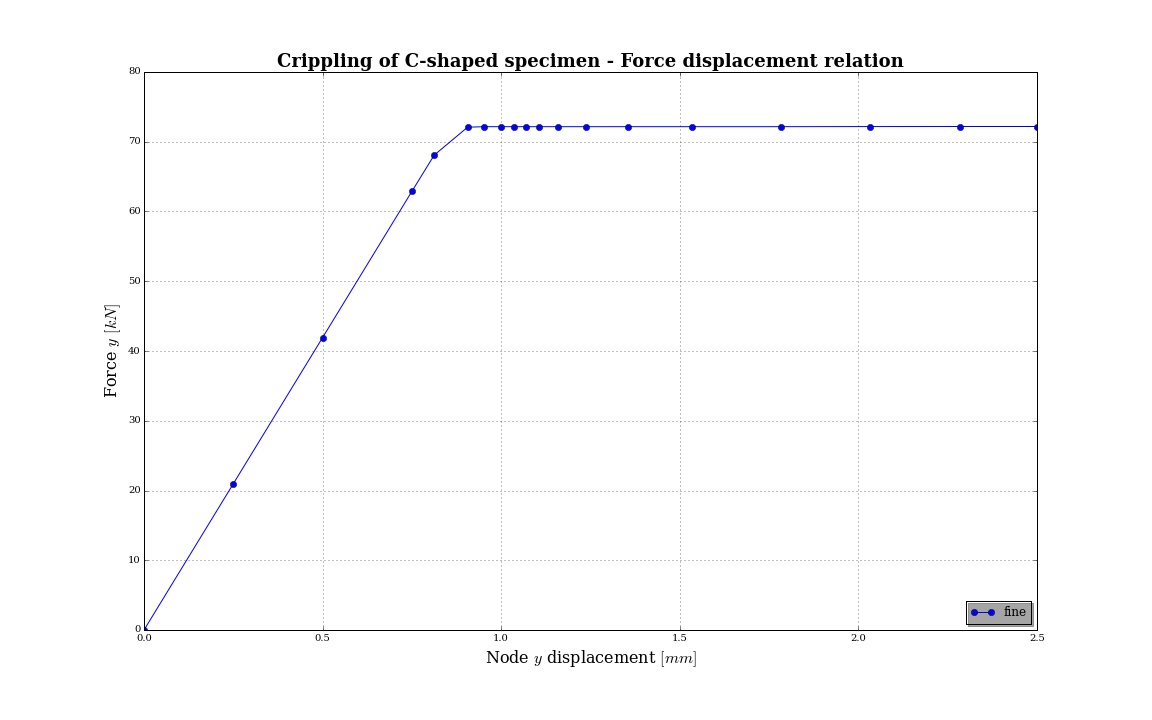 Crippling of C-shaped specimen - Force displacement relation
80
70
60
50
40
30
20
10
0
Force y [kN]
0.0 0.5 1.0 1.5 2.0 2.5
Node y displacement [mm]
fine